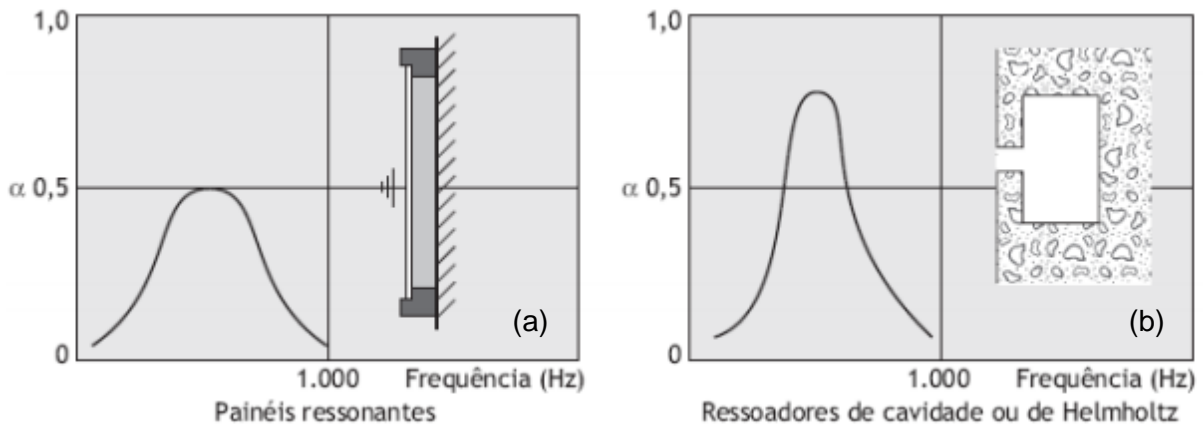 1,0
α 0,5
0
1.000 Frequência (Hz)
Painéis ressonantes
(a)
1,0
α 0,5
0
1.000 Frequência (Hz)
Ressoadores de cavidade ou de Helmholtz
(b)